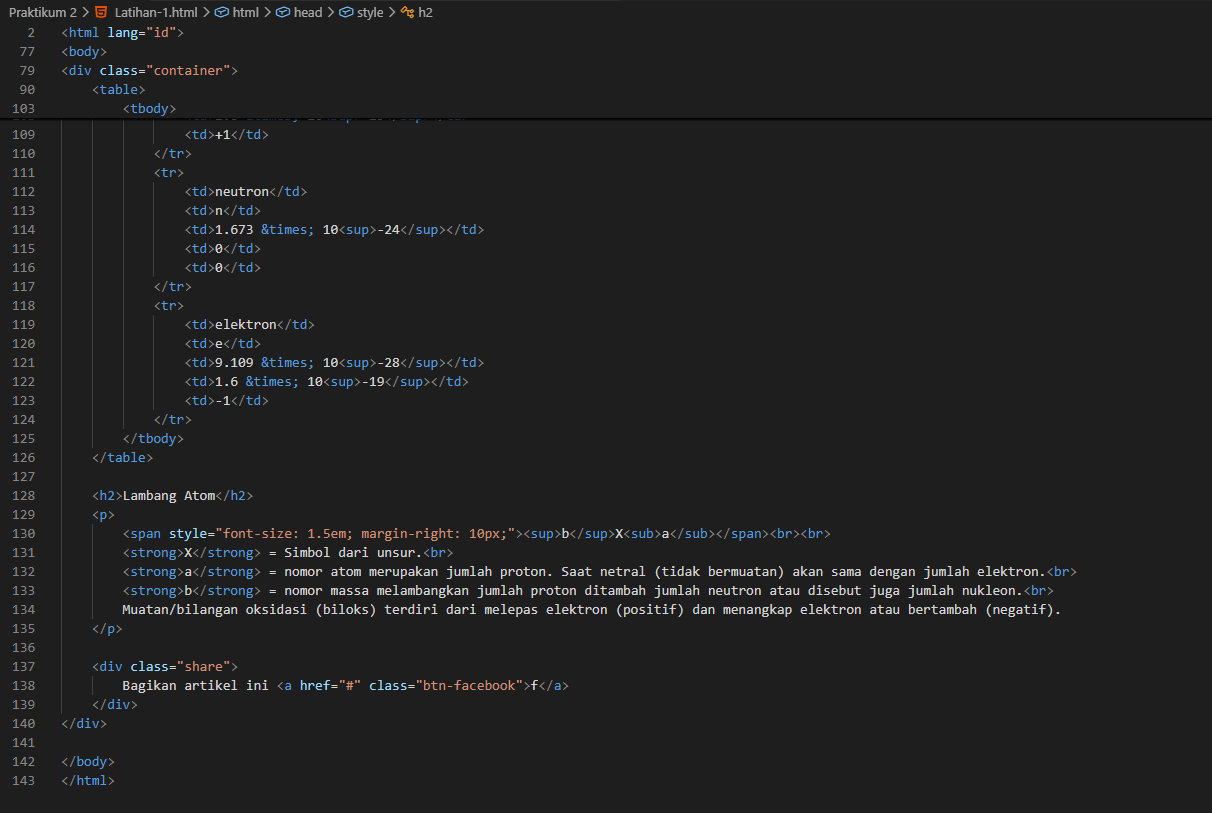 Praktikum 2 > Latihan-1.html > html > head > style > h2
2 <html lang="id">
77 <body>
79 <div class="container">
90 <table>
103 <tbody>
109 <td>+1</td>
110 </tr>
111 <tr>
112 <td>neutron</td>
113 <td>n</td>
114 <td>1.673 &times; 10<sup>-24</sup></td>
115 <td>0</td>
116 <td>0</td>
117 </tr>
118 <tr>
119 <td>elektron</td>
120 <td>e</td>
121 <td>9.109 &times; 10<sup>-28</sup></td>
122 <td>1.6 &times; 10<sup>-19</sup></td>
123 <td>-1</td>
124 </tr>
125 </tbody>
126 </table>
127
128 <h2>Lambang Atom</h2>
129 <p>
130 <span style="font-size: 1.5em; margin-right: 10px;"><sup>b</sup>X<sub>a</sub></span><br><br>
131 <strong>X</strong> = Simbol dari unsur.<br>
132 <strong>a</strong> = nomor atom merupakan jumlah proton. Saat netral (tidak bermuatan) akan sama dengan jumlah elektron.<br>
133 <strong>b</strong> = nomor massa melambangkan jumlah proton ditambah jumlah neutron atau disebut juga jumlah nukleon.<br>
134 Muatan/bilangan oksidasi (biloks) terdiri dari melepas elektron (positif) dan menangkap elektron atau bertambah (negatif).
135 </p>
136
137 <div class="share">
138 Bagikan artikel ini <a href="#" class="btn-facebook">f</a>
139 </div>
140 </div>
141
142 </body>
143 </html>